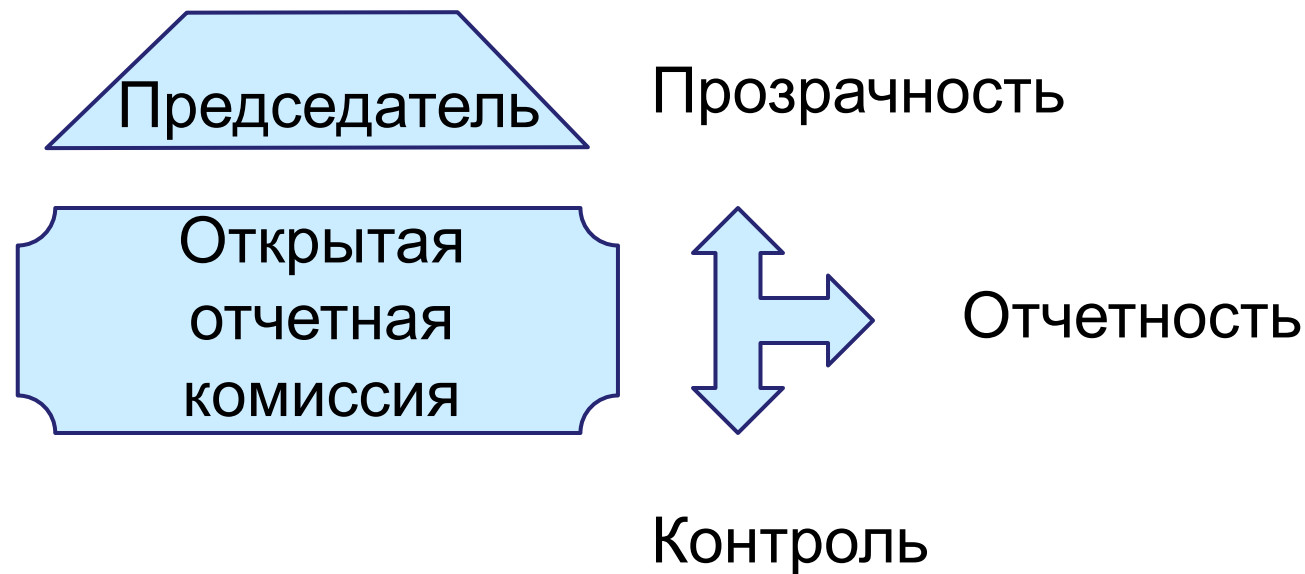 Председатель
Прозрачность
Открытая
отчетная
комиссия
Отчетность
Контроль